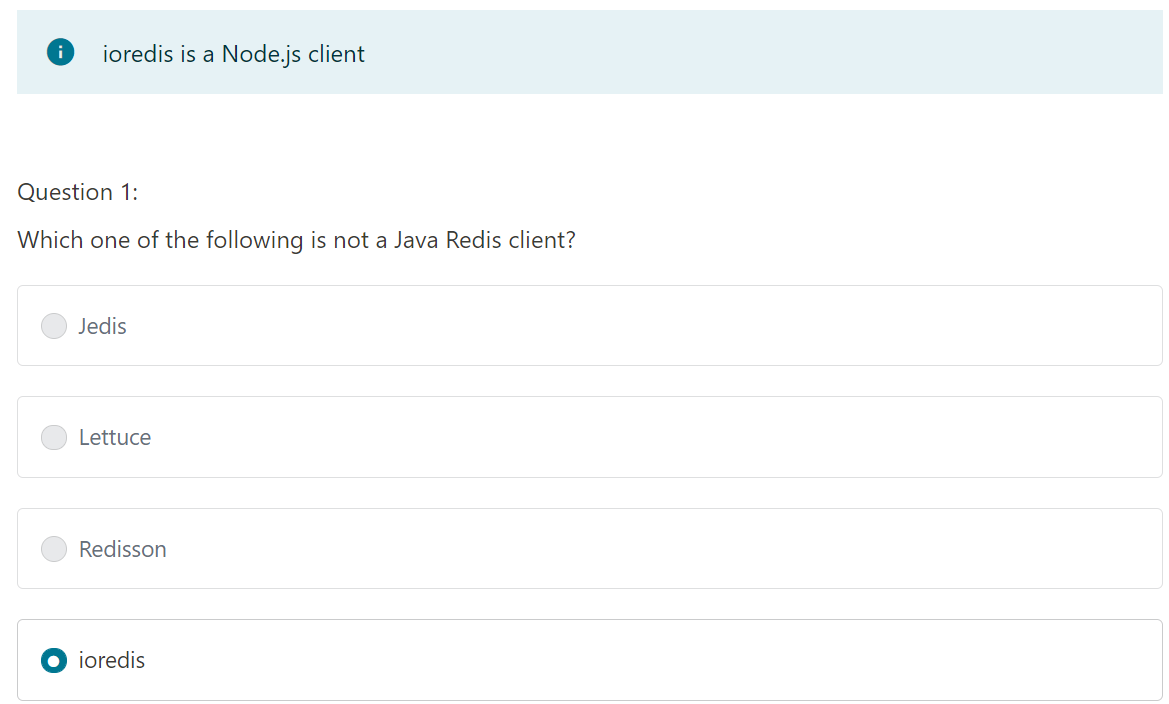 ioredis is a Node.js client
Question 1:
Which one of the following is not a Java Redis client?
Jedis
Lettuce
Redisson
ioredis